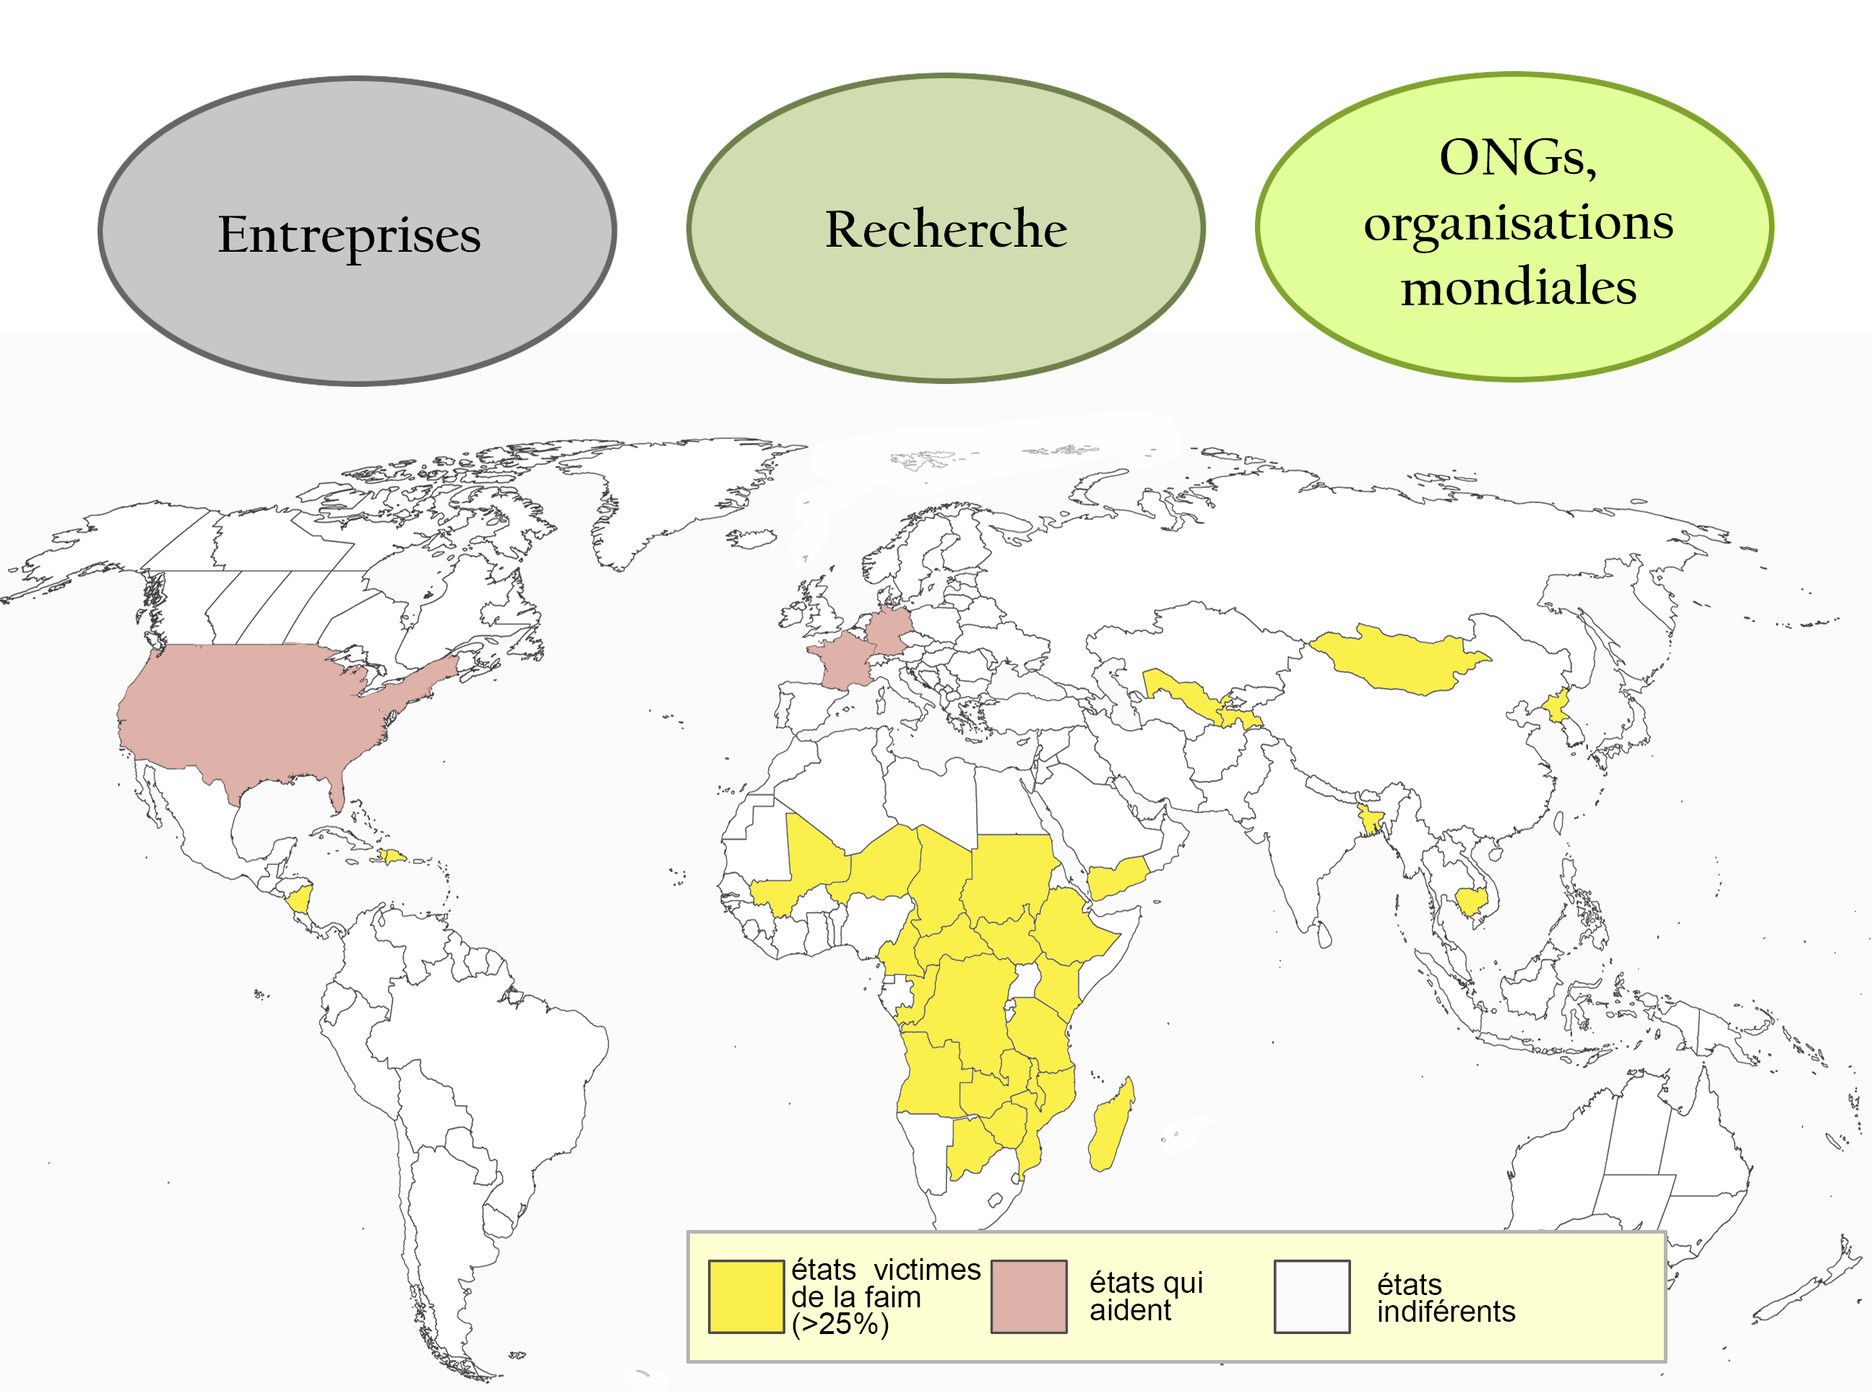 Entreprises
Recherche
ONGs,
organisations
mondiales
états victimes
de la faim
(>25%)
états qui
aident
états
indiférents